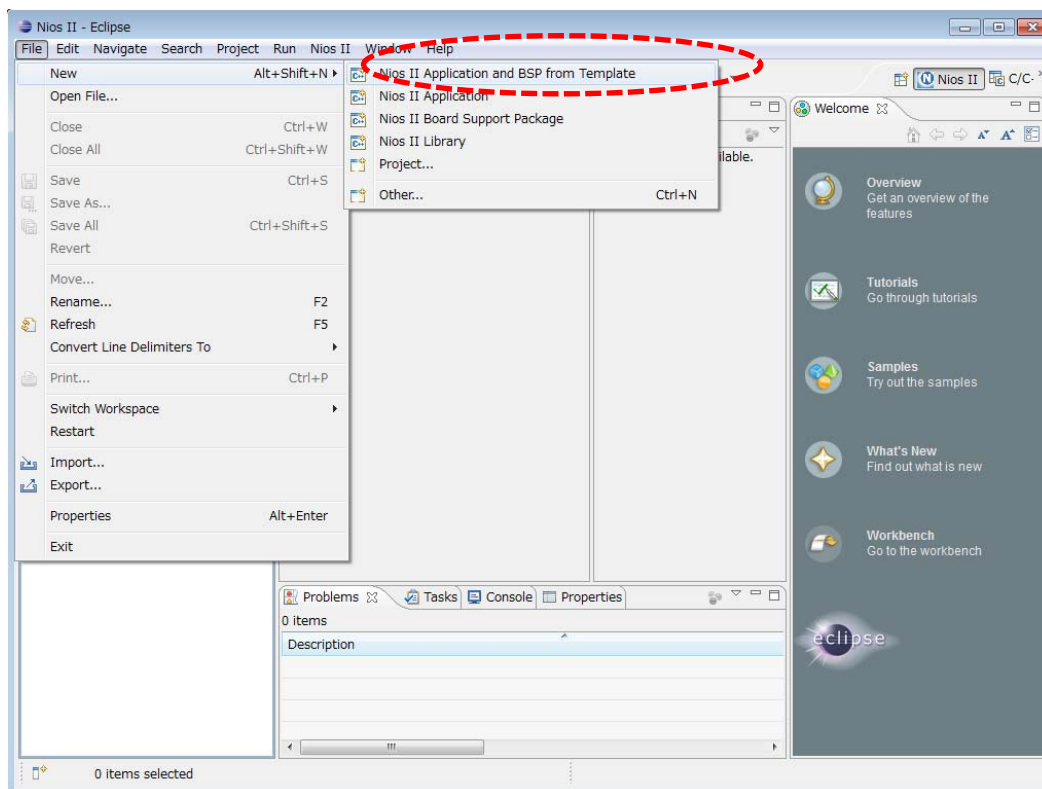 Nios II - Eclipse
File Edit Navigate Search Project Run Nios II Window Help
New Alt+Shift+N
Open File...
Close Ctrl+W
Close All Ctrl+Shift+W
Save Ctrl+S
Save As...
Save All Ctrl+Shift+S
Revert
Move...
Rename... F2
Refresh F5
Convert Line Delimiters To
Print... Ctrl+P
Switch Workspace
Restart
Import...
Export...
Properties Alt+Enter
Exit
Nios II Application and BSP from Template
Nios II Application
Nios II Board Support Package
Nios II Library
Project...
Other... Ctrl+N
ilable.
Nios II C/C
Welcome
Overview
Get an overview of the
features
Tutorials
Go through tutorials
Samples
Try out the samples
What's New
Find out what is new
Workbench
Go to the workbench
eclipse
Problems Tasks Console Properties
0 items
Description
0 items selected